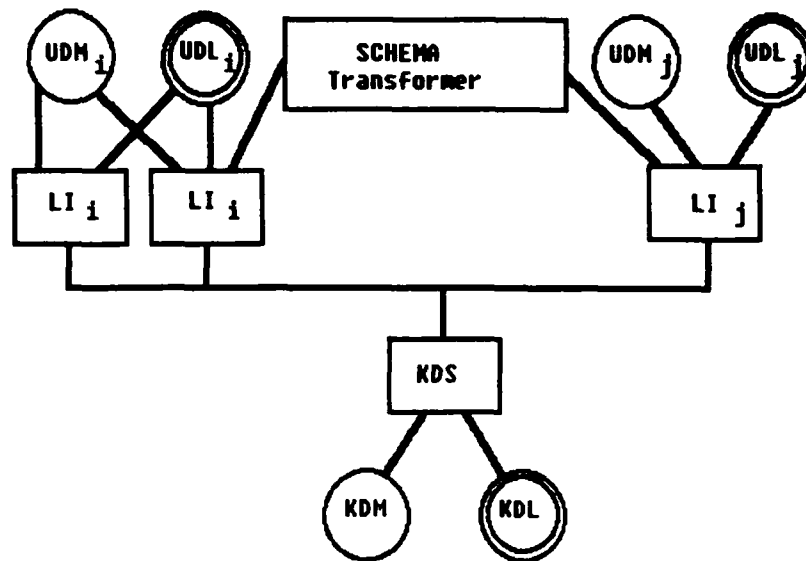 UDM i
UDL i
SCHEMA
Transformer
UDM j
UDL j
LI i
LI i
LI j
KDS
KDM
KDL